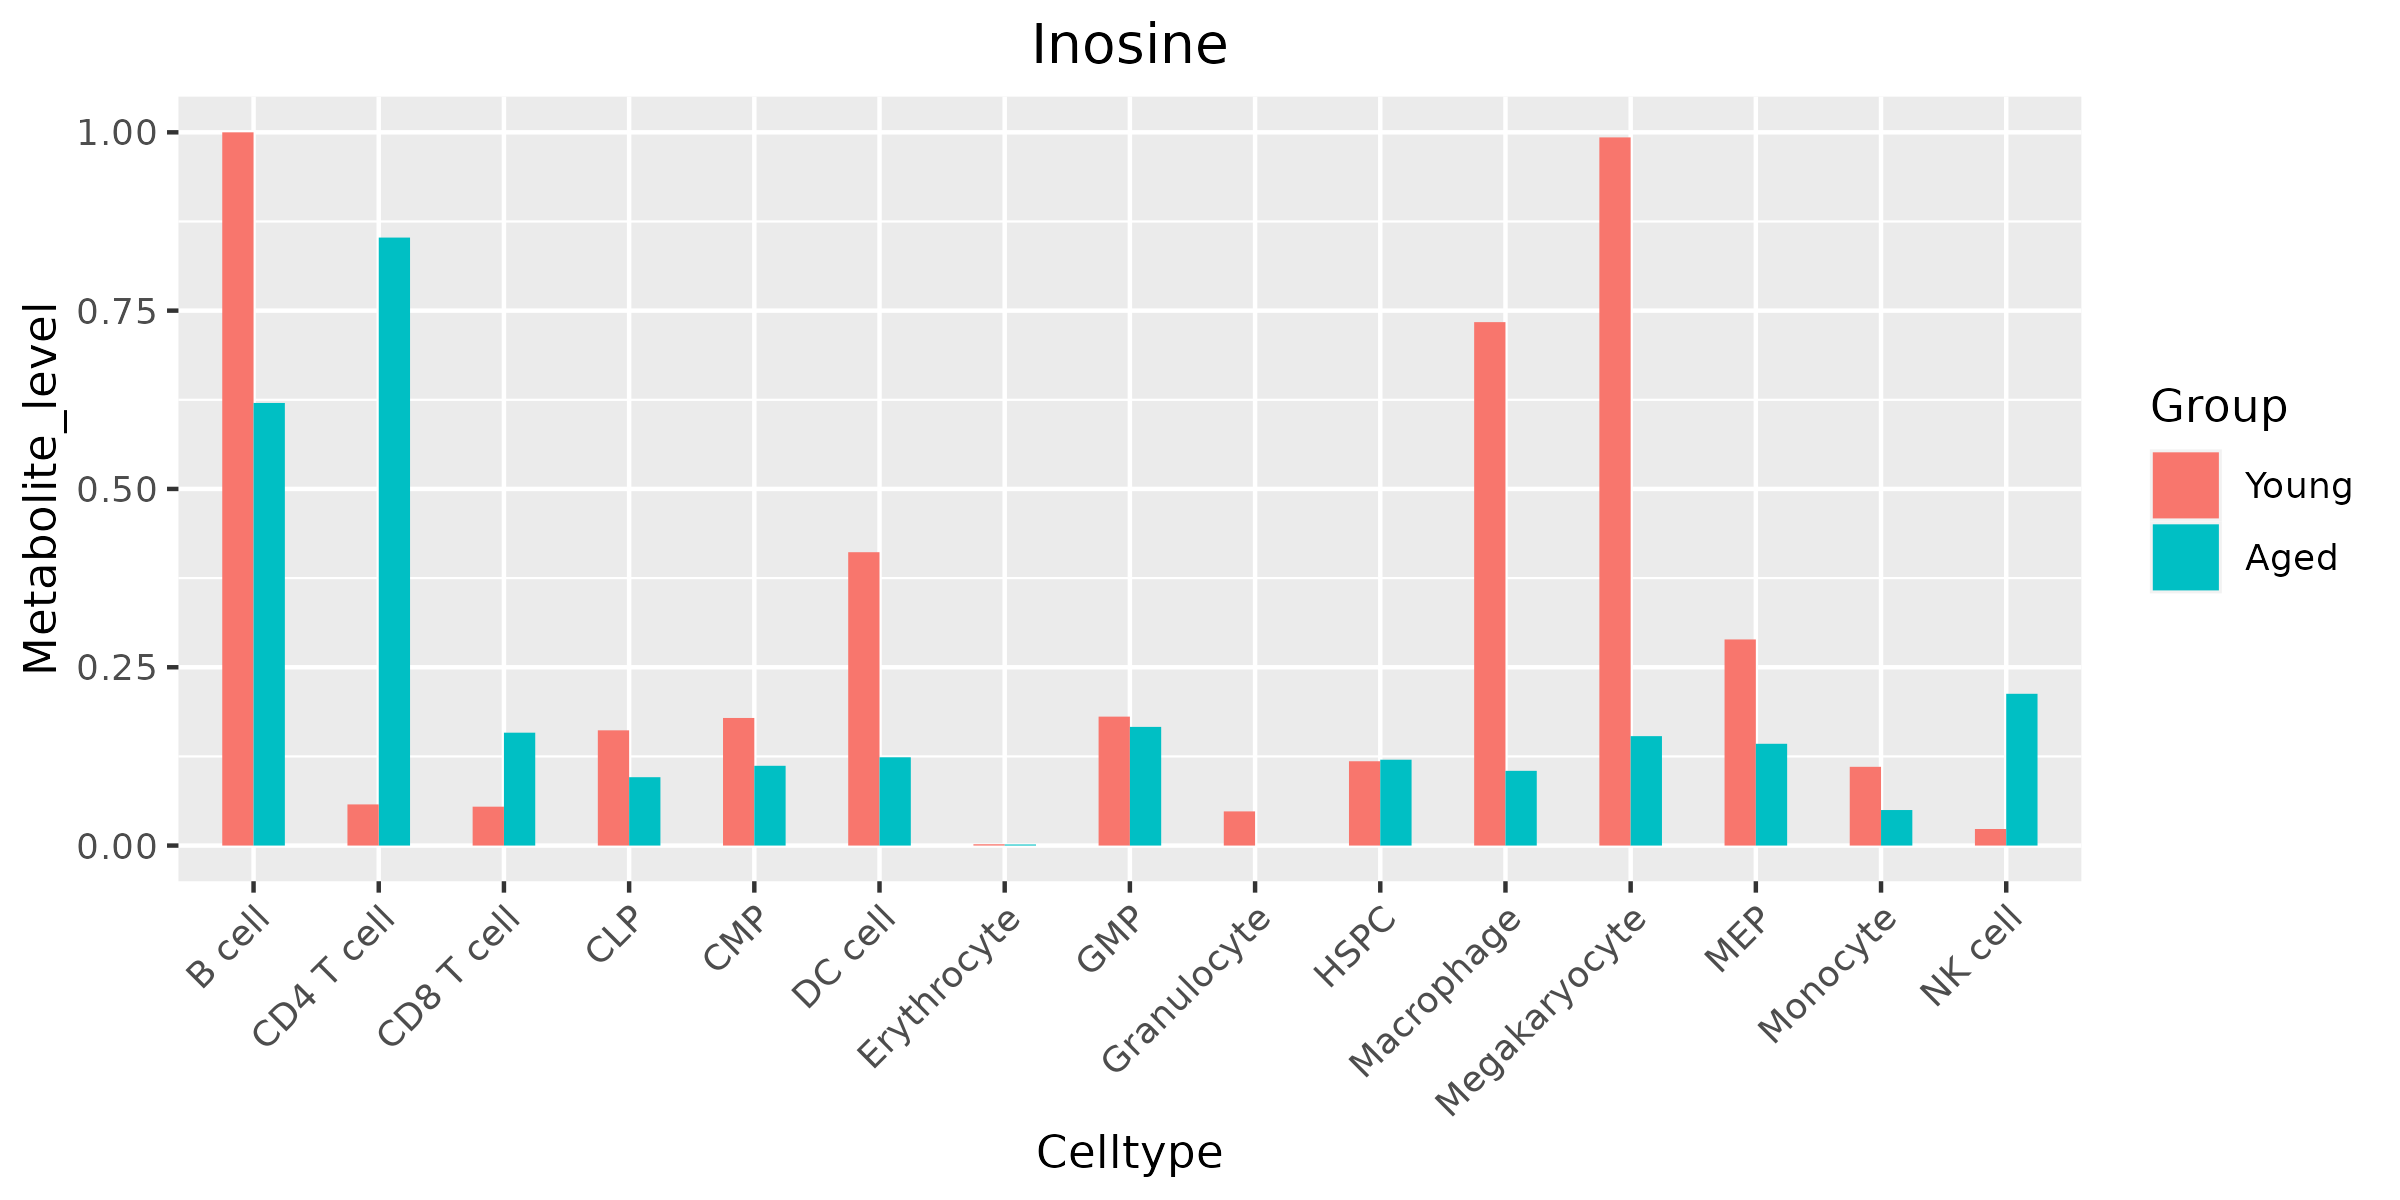 Inosine
Metabolite_level
1.00
0.75
0.50
0.25
0.00
B cell
CD4 T cell
CD8 T cell
CLP
CMP
DC cell
Erythrocyte
GMP
Granulocyte
HSPC
Macrophage
Megakaryocyte
MEP
Monocyte
NK cell
Celltype
Group
Young
Aged